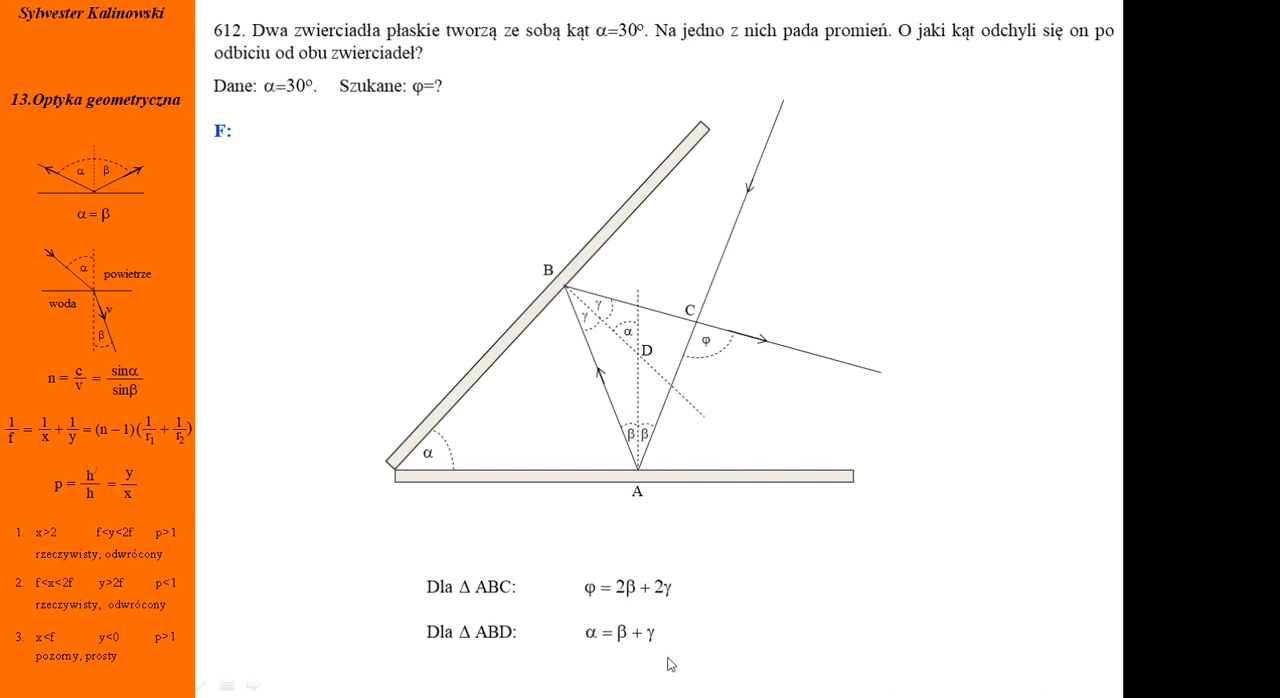 Sylwester Kalinowski
13.Optyka geometryczna
α β
α = β
α
powietrze
woda
v
β
n = c/v = sinα/sinβ
1/f = 1/x + 1/y = (n – 1)(1/r₁ + 1/r₂)
p = h′/h = y/x
1. x>2 f<y<2f p>1
rzeczywisty, odwrócony
2. f<x<2f y>2f p<1
rzeczywisty, odwrócony
3. x<f y<0 p>1
pozorny, prosty
612. Dwa zwierciadła płaskie tworzą ze sobą kąt α=30º. Na jedno z nich pada promień. O jaki kąt odchyli się on po
odbiciu od obu zwierciadeł?
Dane: α=30º. Szukane: φ=?
F:
B
γ
γ
α
C
φ
D
β β
α
A
Dla Δ ABC: φ = 2β + 2γ
Dla Δ ABD: α = β + γ